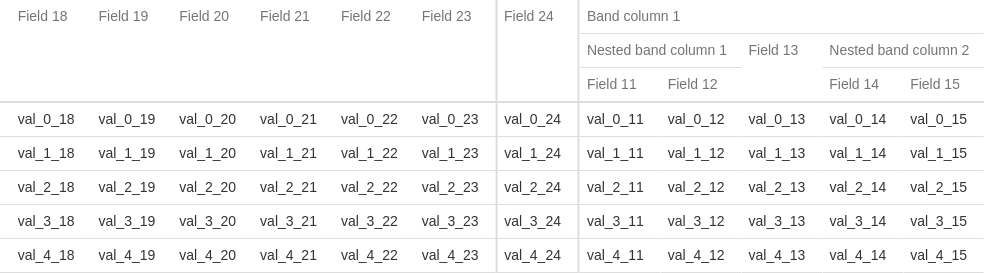 Field 18 Field 19 Field 20 Field 21 Field 22 Field 23 Field 24 Band column 1
Nested band column 1 Field 13 Nested band column 2
Field 11 Field 12 Field 14 Field 15
val_0_18 val_0_19 val_0_20 val_0_21 val_0_22 val_0_23 val_0_24 val_0_11 val_0_12 val_0_13 val_0_14 val_0_15
val_1_18 val_1_19 val_1_20 val_1_21 val_1_22 val_1_23 val_1_24 val_1_11 val_1_12 val_1_13 val_1_14 val_1_15
val_2_18 val_2_19 val_2_20 val_2_21 val_2_22 val_2_23 val_2_24 val_2_11 val_2_12 val_2_13 val_2_14 val_2_15
val_3_18 val_3_19 val_3_20 val_3_21 val_3_22 val_3_23 val_3_24 val_3_11 val_3_12 val_3_13 val_3_14 val_3_15
val_4_18 val_4_19 val_4_20 val_4_21 val_4_22 val_4_23 val_4_24 val_4_11 val_4_12 val_4_13 val_4_14 val_4_15